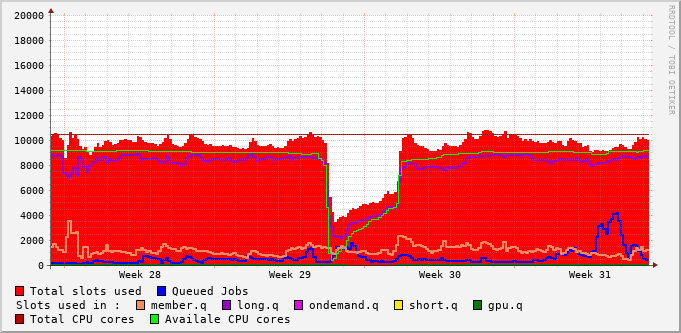 RRDTOOL / TOBI OETIKER
20000
18000
16000
14000
12000
10000
8000
6000
4000
2000
0
Week 28 Week 29 Week 30 Week 31
Total slots used Queued Jobs
Slots used in : member.q long.q ondemand.q short.q gpu.q
Total CPU cores Availale CPU cores